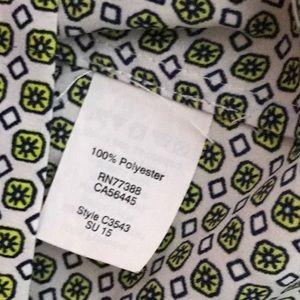 100% Polyester
RN77388
CA56445
Style C3543
SU 15